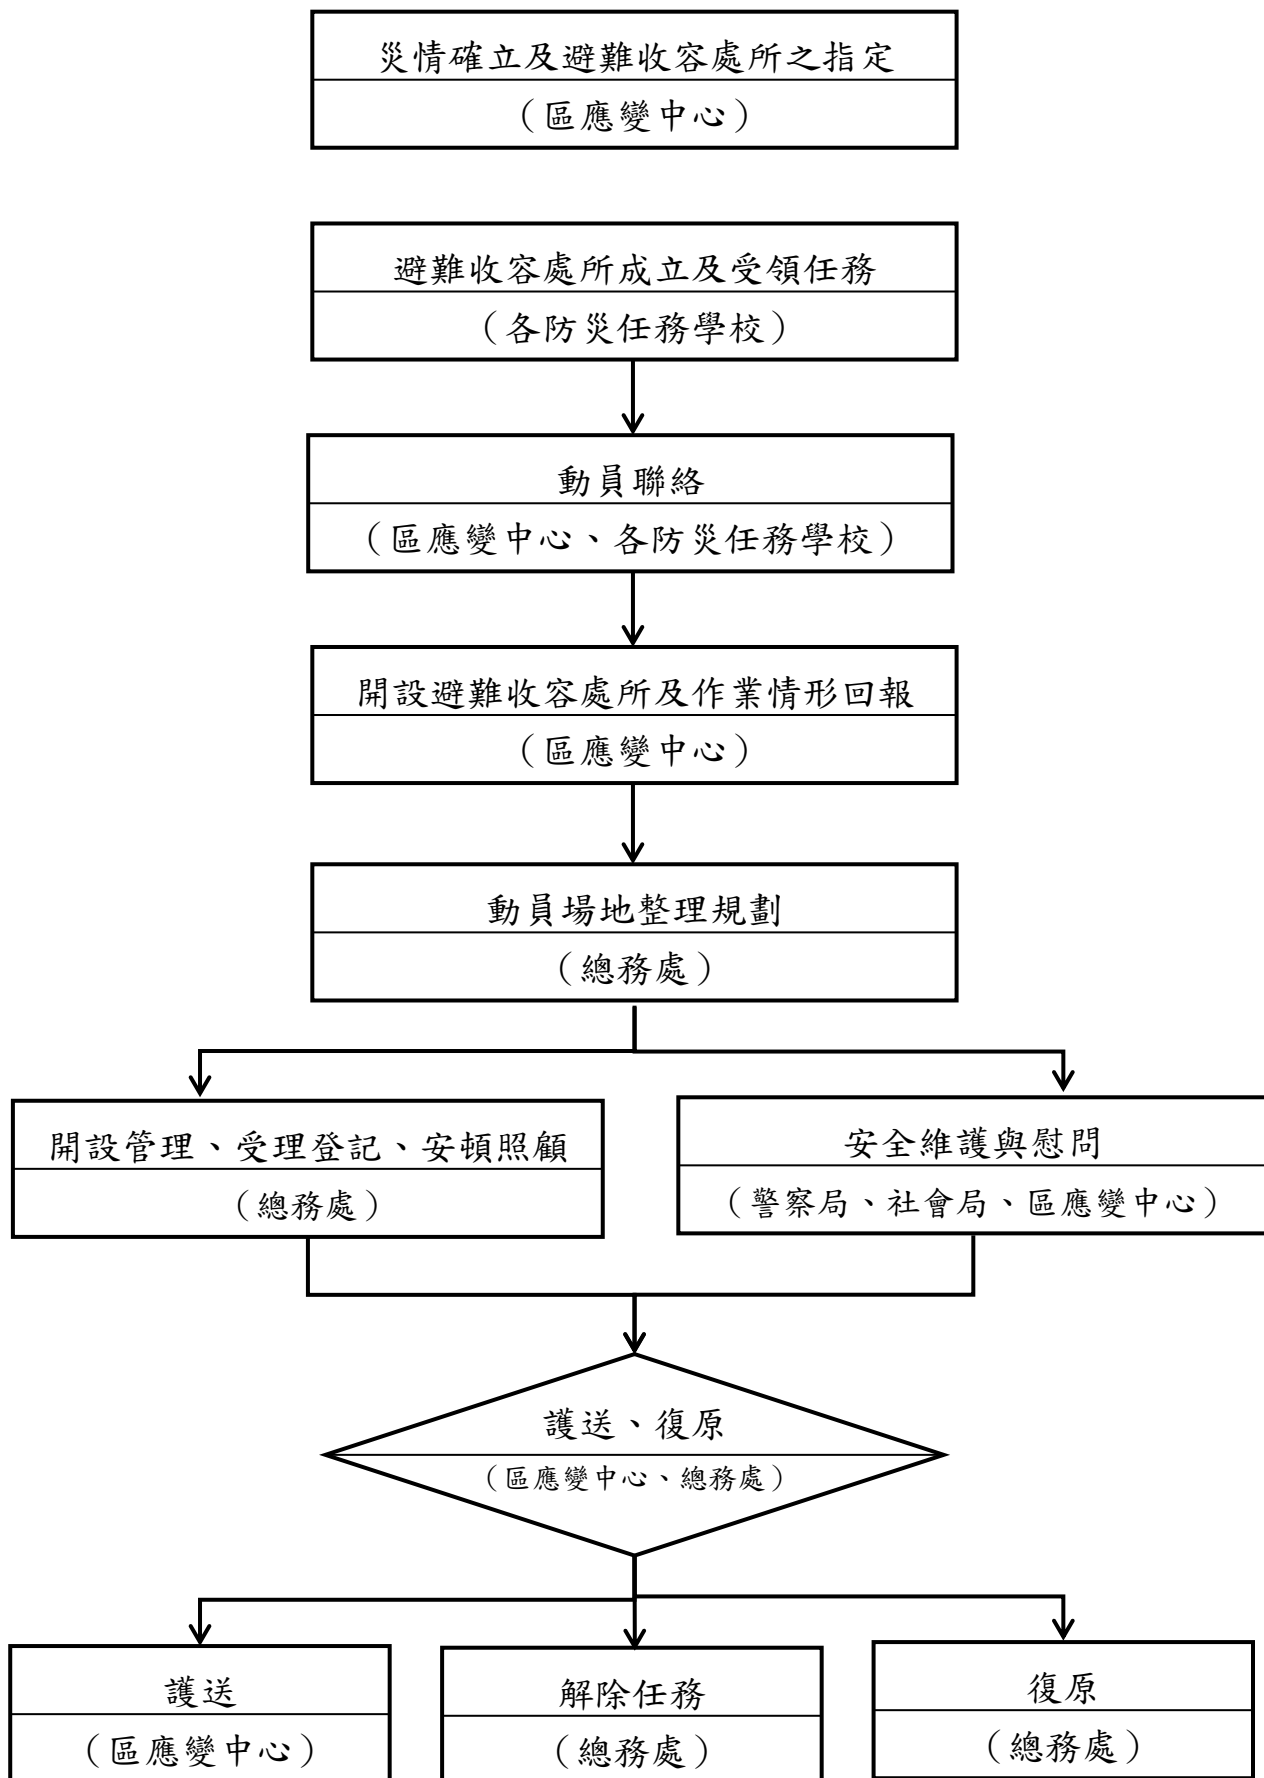 災情確立及避難收容處所之指定
（區應變中心）
避難收容處所成立及受領任務
（各防災任務學校）
動員聯絡
（區應變中心、各防災任務學校）
開設避難收容處所及作業情形回報
（區應變中心）
動員場地整理規劃
（總務處）
開設管理、受理登記、安頓照顧
（總務處）
安全維護與慰問
（警察局、社會局、區應變中心）
護送、復原
（區應變中心、總務處）
護送
（區應變中心）
解除任務
（總務處）
復原
（總務處）